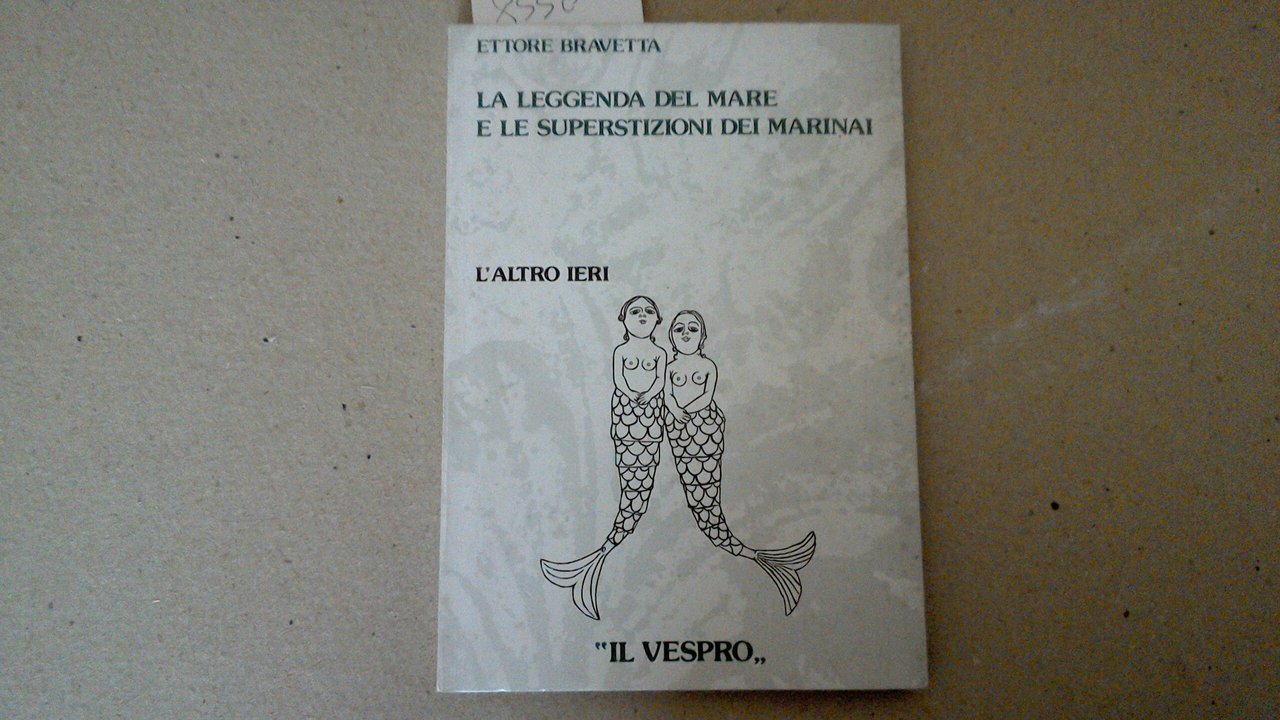 ETTORE BRAVETTA
LA LEGGENDA DEL MARE
E LE SUPERSTIZIONI DEI MARINAI
L'ALTRO IERI
“IL VESPRO„